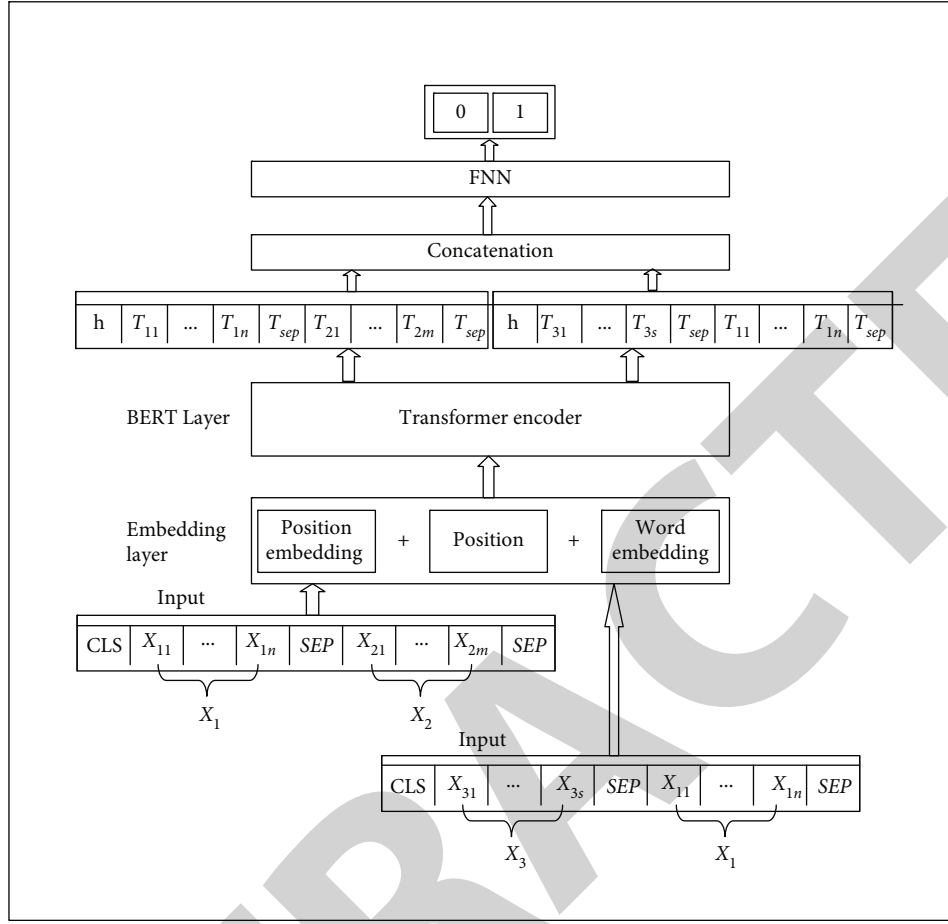 0 1
FNN
Concatenation
h T11 ... T1n Tsep T21 ... T2m Tsep h T31 ... T3s Tsep T11 ... T1n Tsep
BERT Layer
Transformer encoder
Embedding
layer
Position
embedding
+
Position
+
Word
embedding
Input
CLS X11 ... X1n SEP X21 ... X2m SEP
X1 X2
Input
CLS X31 ... X3s SEP X11 ... X1n SEP
X3 X1
RACTE